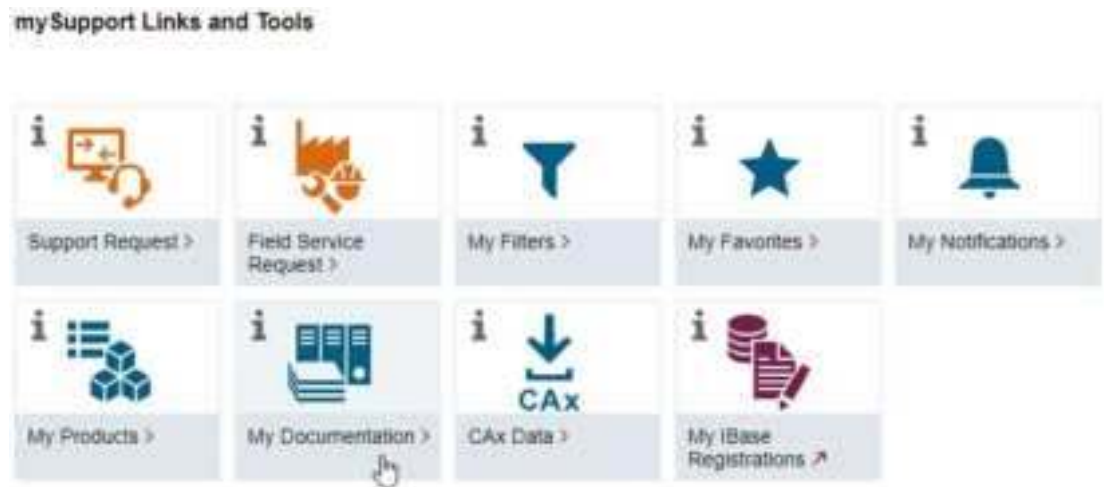 mySupport Links and Tools
i
i
i
i
i
Support Request >
Field Service
Request >
My Filters >
My Favorites >
My Notifications >
i
i
i
CAx
i
My Products >
My Documentation >
CAx Data >
My IBase
Registrations ↗